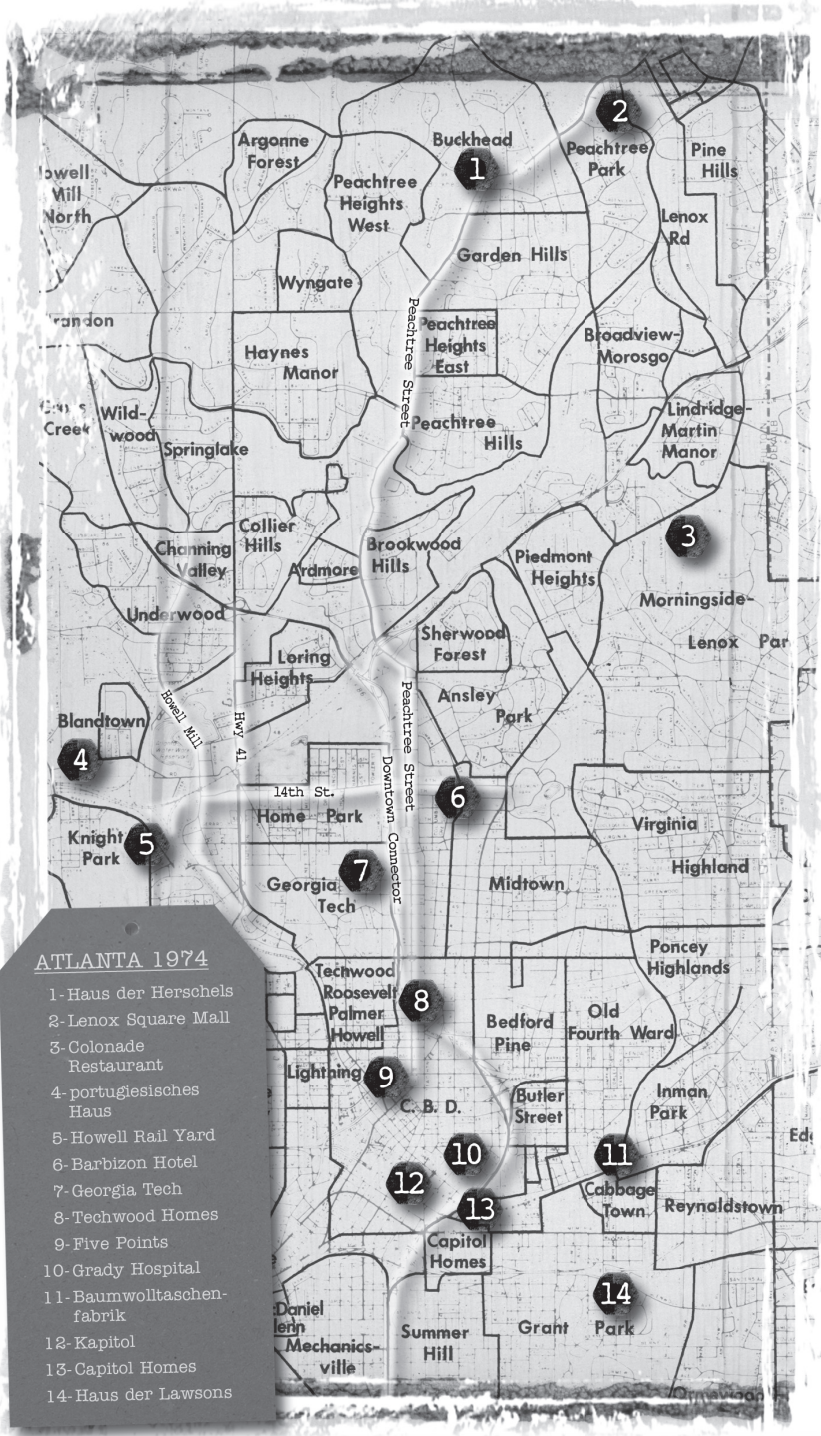 2
Buckhead
1
Argonne
Forest
Peachtree
Park
Pine
Hills
owell
Mill
North
Peachtree
Heights
West
Lenox
Rd
Garden Hills
Wyngate
Peachtree Street
randon
Peachtree
Heights
East
Broadview-
Morosgo
Haynes
Manor
Wild-
wood
Creek
Springlake
Peachtree
Hills
Lindridge-
Martin
Manor
3
Collier
Hills
Channing
Valley
Ardmore
Brookwood
Hills
Piedmont
Heights
Morningside-
Lenox Par
Underwood
Sherwood
Forest
Loring
Heights
Ansley
Park
Blandtown
Howell Mill
Hwy 41
Peachtree Street
Downtown Connector
4
14th St.
6
Home Park
Knight
Park
5
Virginia
Highland
7
Georgia
Tech
Midtown
Poncey
Highlands
Techwood
Roosevelt
Palmer
Howell
8
Bedford
Pine
Old
Fourth Ward
Lightning
9
C. B. D.
Butler
Street
Inman
Park
10
11
12
13
Cabbage
Town
Reynoldstown
Capitol
Homes
14
Grant Park
Summer
Hill
Daniel
Mechanics-
ville
ATLANTA 1974
1-Haus der Herschels
2-Lenox Square Mall
3-Colonade
Restaurant
4-portugiesisches
Haus
5-Howell Rail Yard
6-Barbizon Hotel
7-Georgia Tech
8-Techwood Homes
9-Five Points
10-Grady Hospital
11-Baumwolltaschen-
fabrik
12-Kapitol
13-Capitol Homes
14-Haus der Lawsons